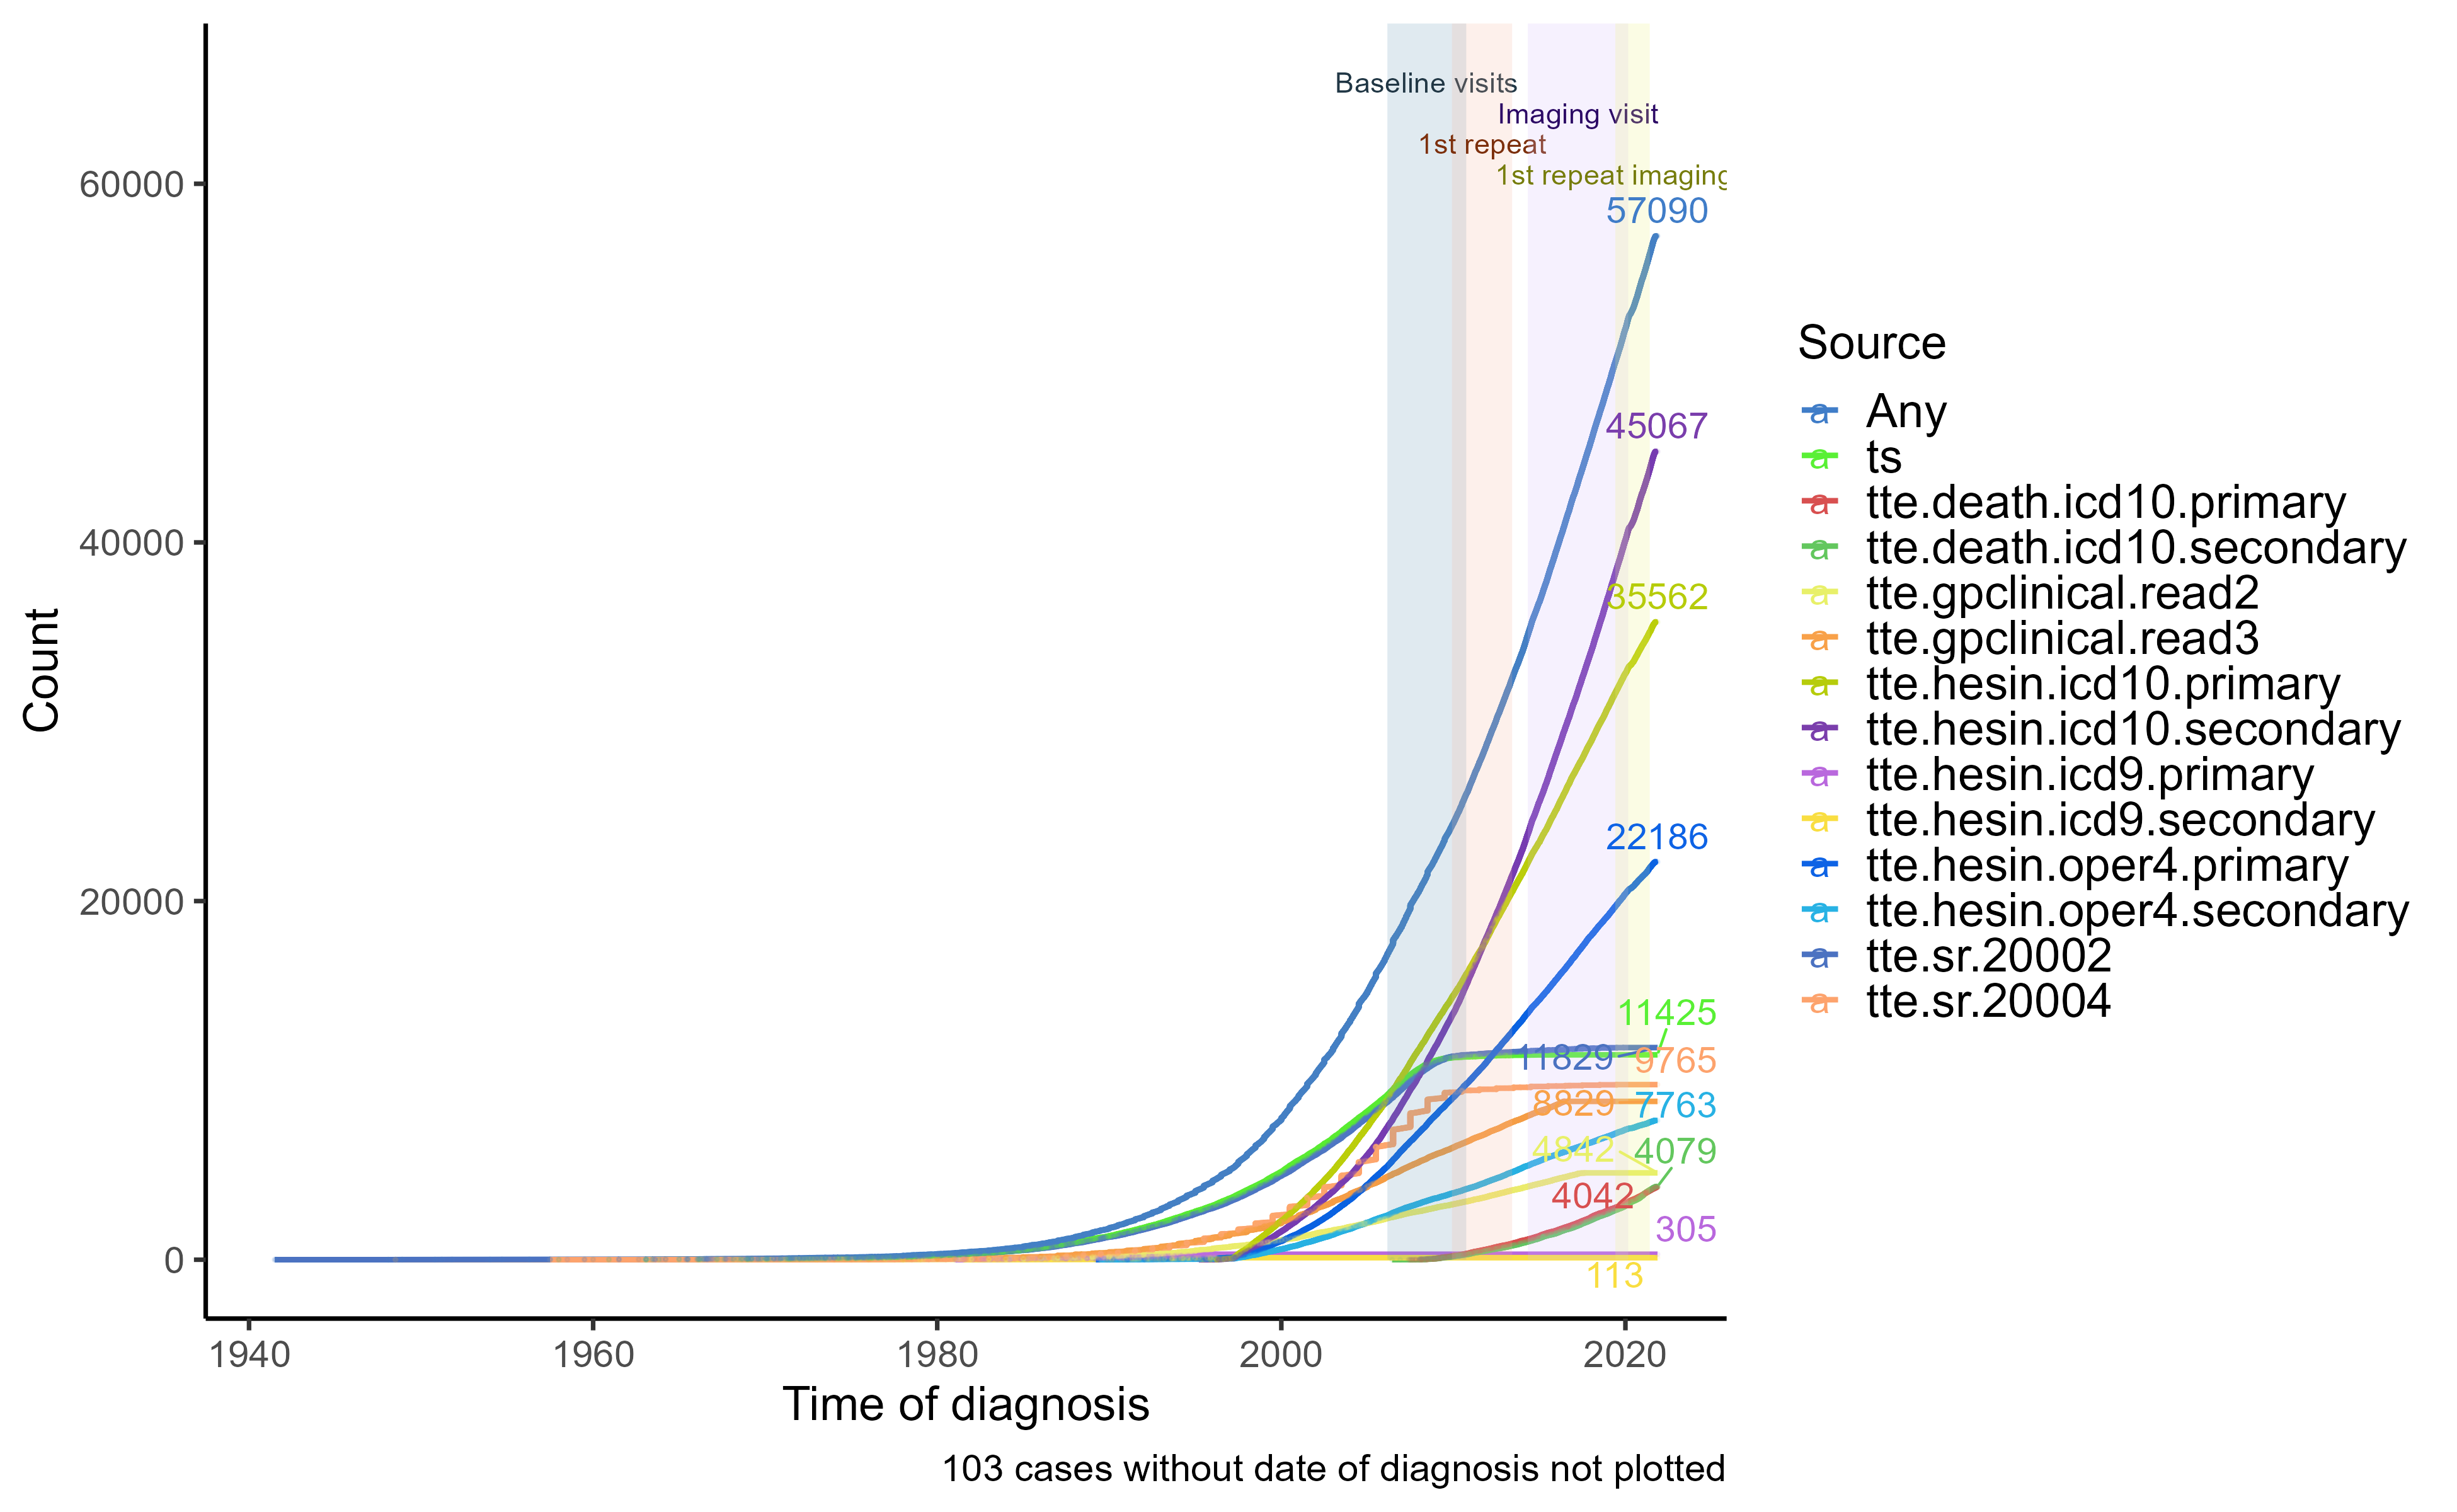 Baseline visits
Imaging visit
1st repeat
1st repeat imaging
60000
57090
45067
40000
35562
22186
20000
11425
11829
9765
8829
7763
4842
4079
4042
305
0
113
1940 1960 1980 2000 2020
Count
Time of diagnosis
103 cases without date of diagnosis not plotted
Source
a Any
a ts
a tte.death.icd10.primary
a tte.death.icd10.secondary
a tte.gpclinical.read2
a tte.gpclinical.read3
a tte.hesin.icd10.primary
a tte.hesin.icd10.secondary
a tte.hesin.icd9.primary
a tte.hesin.icd9.secondary
a tte.hesin.oper4.primary
a tte.hesin.oper4.secondary
a tte.sr.20002
a tte.sr.20004